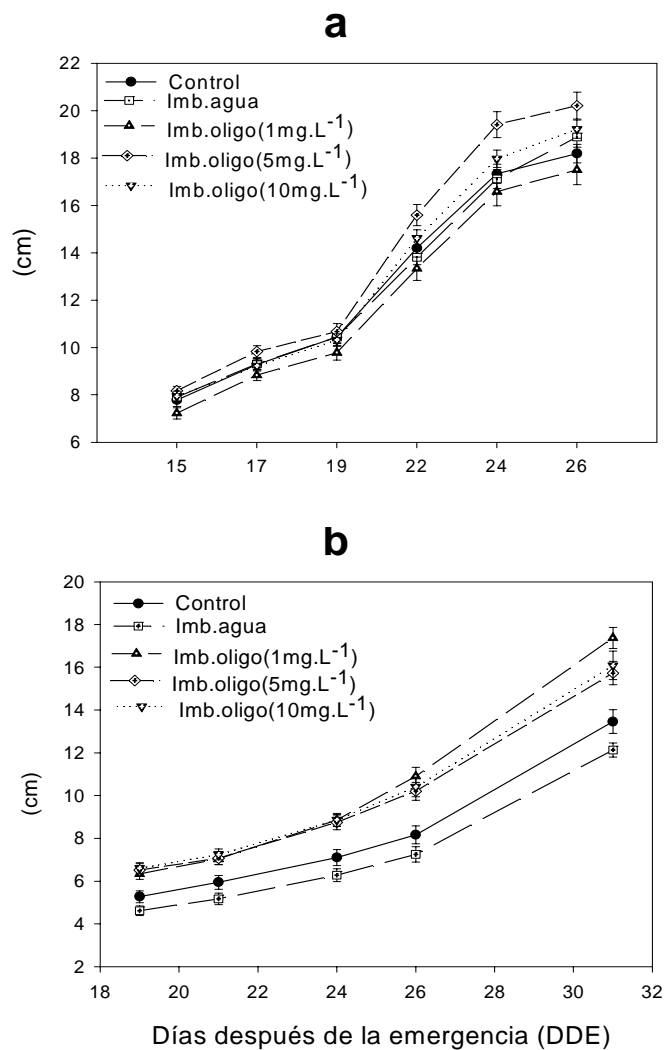 a
22
20
18
16
14
12
10
8
6
(cm)
Control
Imb.agua
Imb.oligo(1mg.L-1)
Imb.oligo(5mg.L-1)
Imb.oligo(10mg.L-1)
15 17 19 22 24 26
b
20
18
16
14
12
10
8
6
4
2
(cm)
Control
Imb.agua
Imb.oligo(1mg.L-1)
Imb.oligo(5mg.L-1)
Imb.oligo(10mg.L-1)
18 20 22 24 26 28 30 32
Días después de la emergencia (DDE)